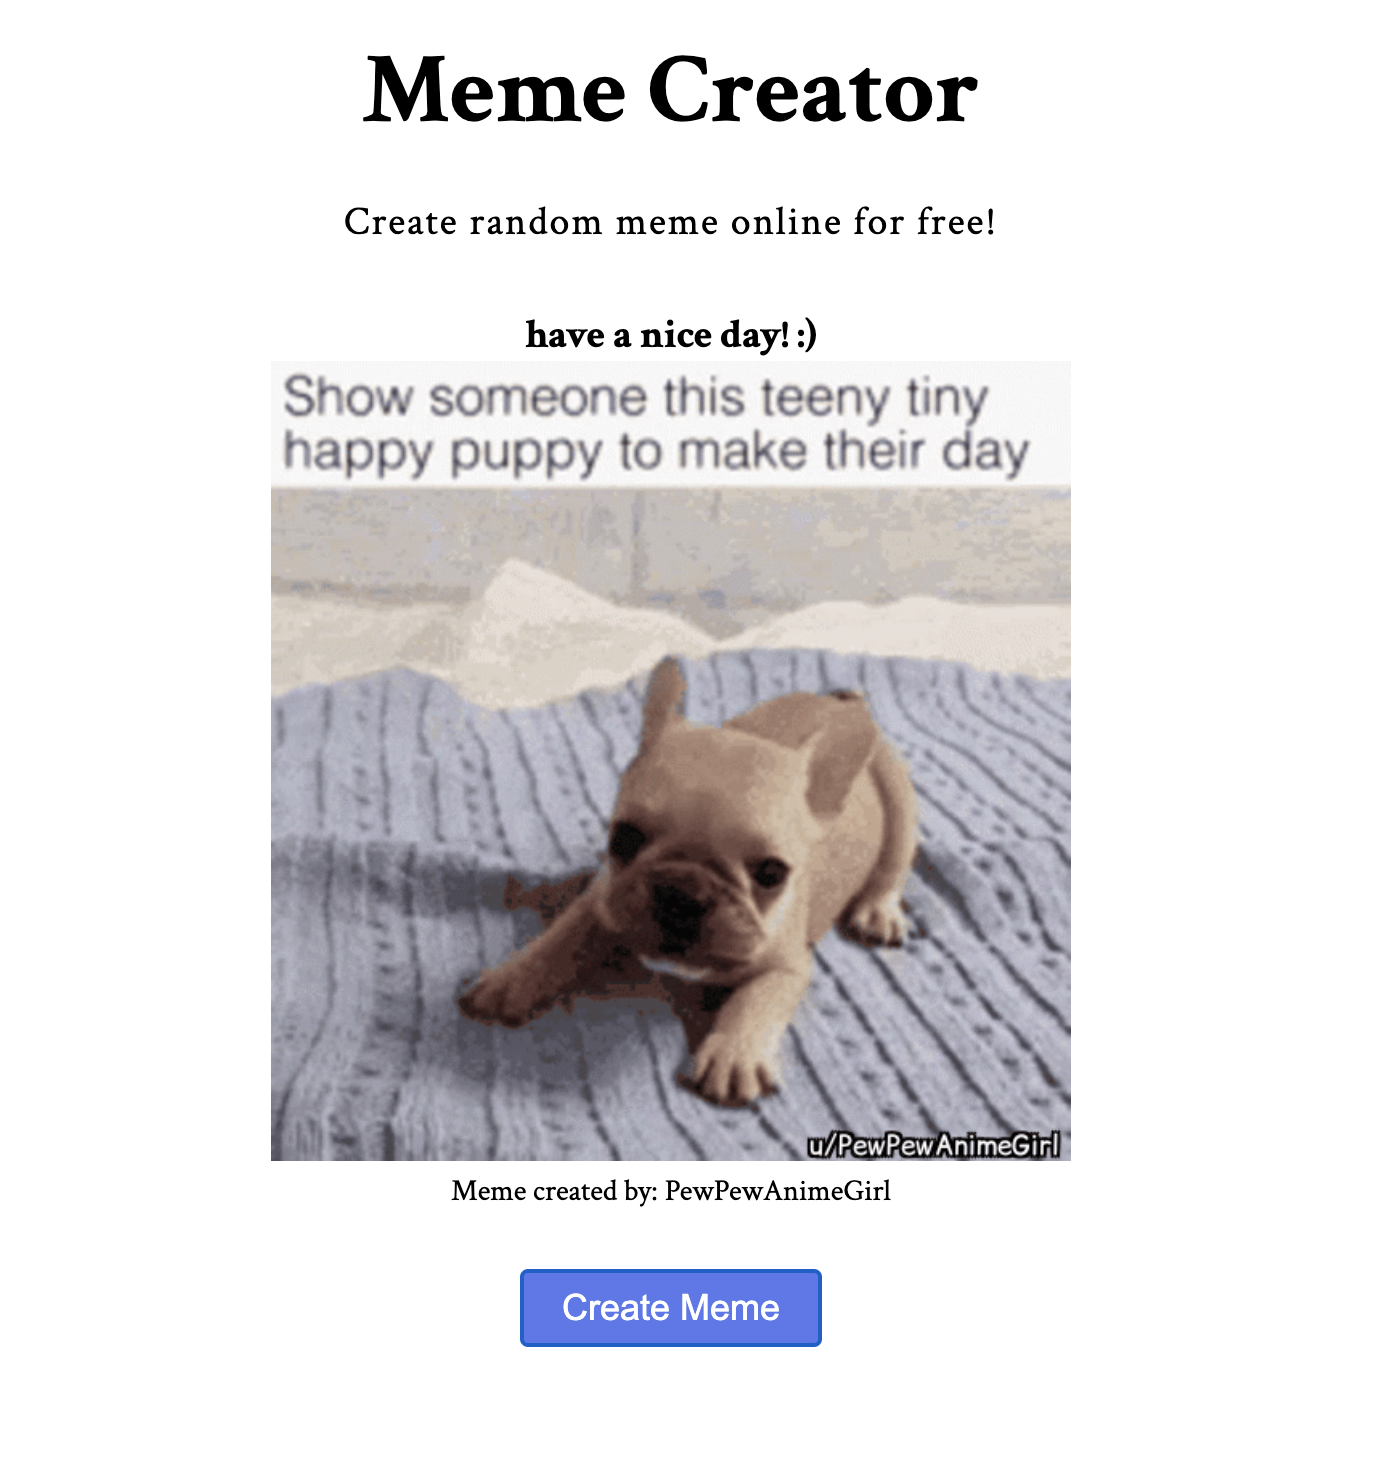 Meme Creator
Create random meme online for free!
have a nice day! :)
Show someone this teeny tiny
happy puppy to make their day
u/PewPewAnimeGirl
Meme created by: PewPewAnimeGirl
Create Meme